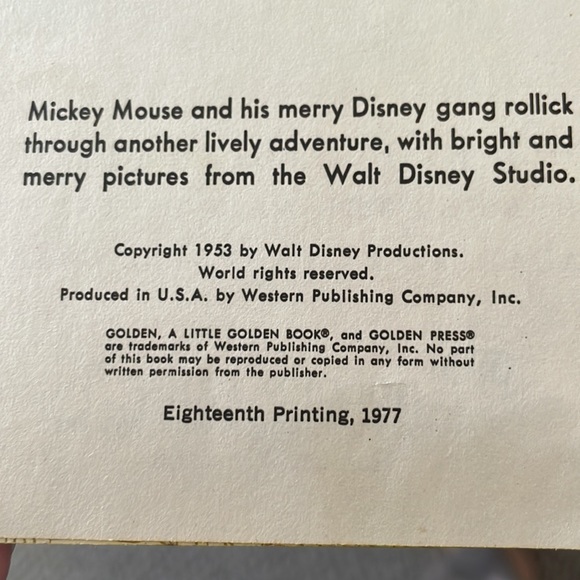 Mickey Mouse and his merry Disney gang rollick
through another lively adventure, with bright and
merry pictures from the Walt Disney Studio.
Copyright 1953 by Walt Disney Productions.
World rights reserved.
Produced in U.S.A. by Western Publishing Company, Inc.
GOLDEN, A LITTLE GOLDEN BOOK®, and GOLDEN PRESS®
are trademarks of Western Publishing Company, Inc. No part
of this book may be reproduced or copied in any form without
written permission from the publisher.
Eighteenth Printing, 1977